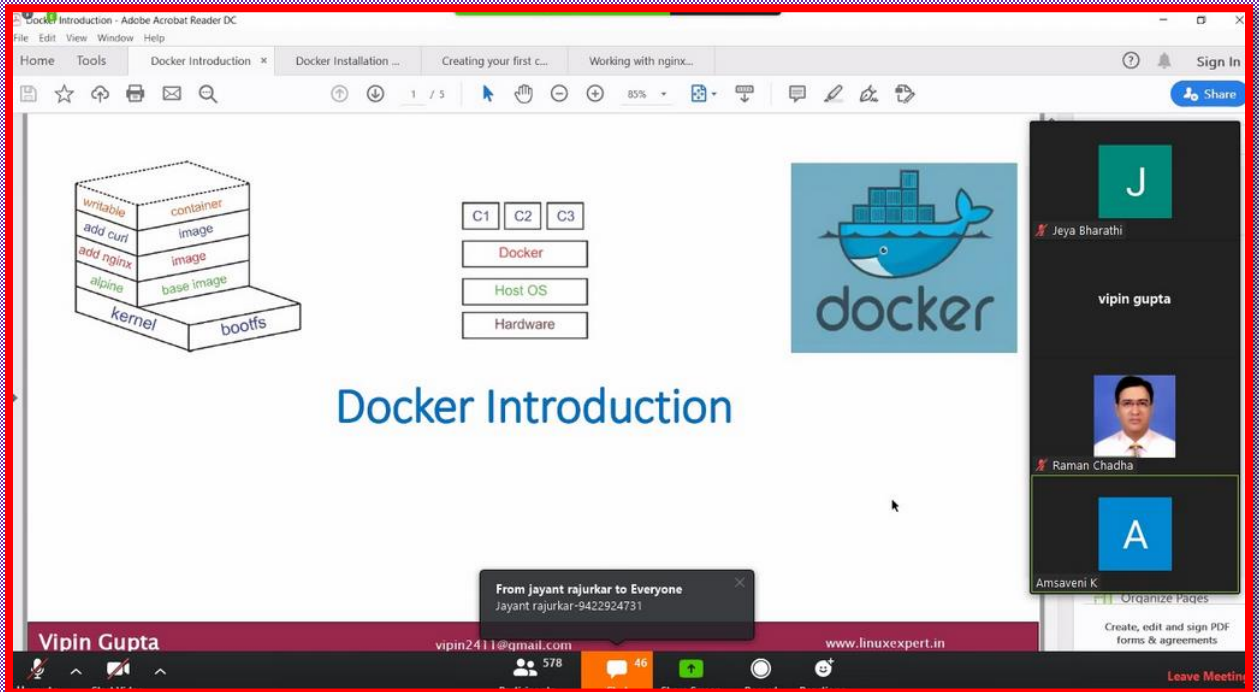 Docker Introduction - Adobe Acrobat Reader DC
File Edit View Window Help
Home Tools Docker Introduction × Docker Installation ... Creating your first c... Working with nginx... Sign In
1 / 5 85% Share
writable container
add curl image
add nginx image
alpine base image
kernel bootfs
C1 C2 C3
Docker
Host OS
Hardware
docker
Docker Introduction
J
Jeya Bharathi
vipin gupta
Raman Chadha
A
Amsaveni K
From jayant rajurkar to Everyone
Jayant rajurkar-9422924731
Organize Pages
Create, edit and sign PDF
forms & agreements
Vipin Gupta vipin2411@gmail.com www.linuxexpert.in
578 46
Leave Meeting